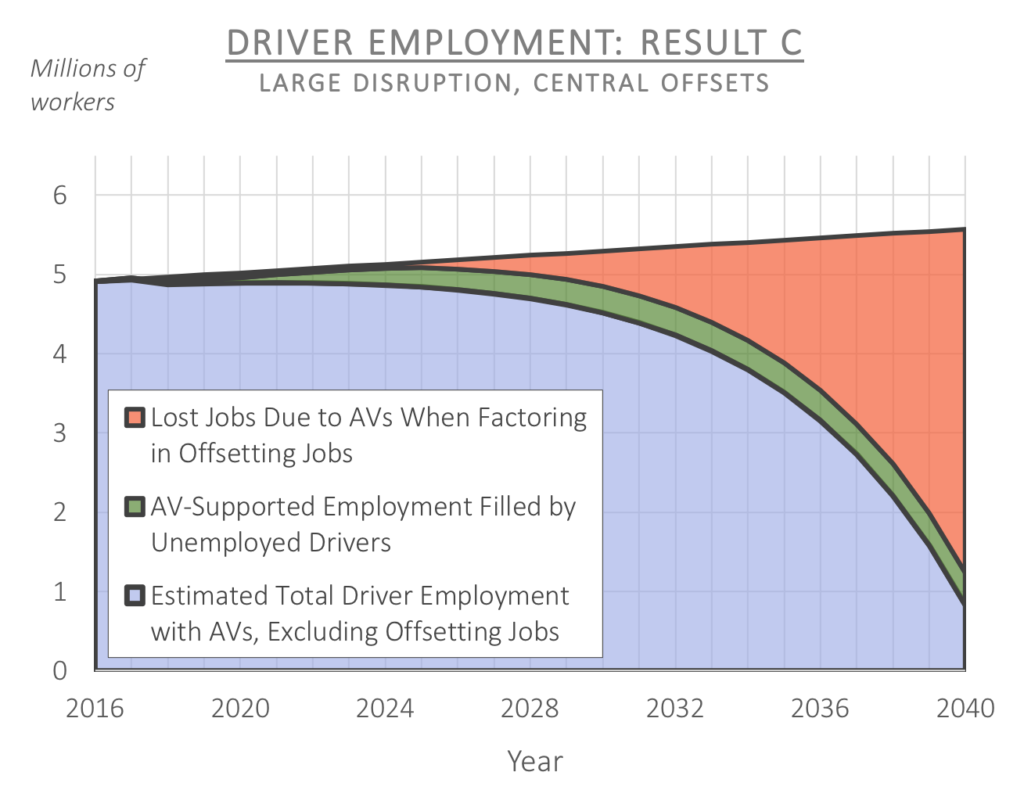 DRIVER EMPLOYMENT: RESULT C
LARGE DISRUPTION, CENTRAL OFFSETS
Millions of
workers
6
5
4
3
2
1
0
Lost Jobs Due to AVs When Factoring
in Offsetting Jobs
AV-Supported Employment Filled by
Unemployed Drivers
Estimated Total Driver Employment
with AVs, Excluding Offsetting Jobs
2016 2020 2024 2028 2032 2036 2040
Year